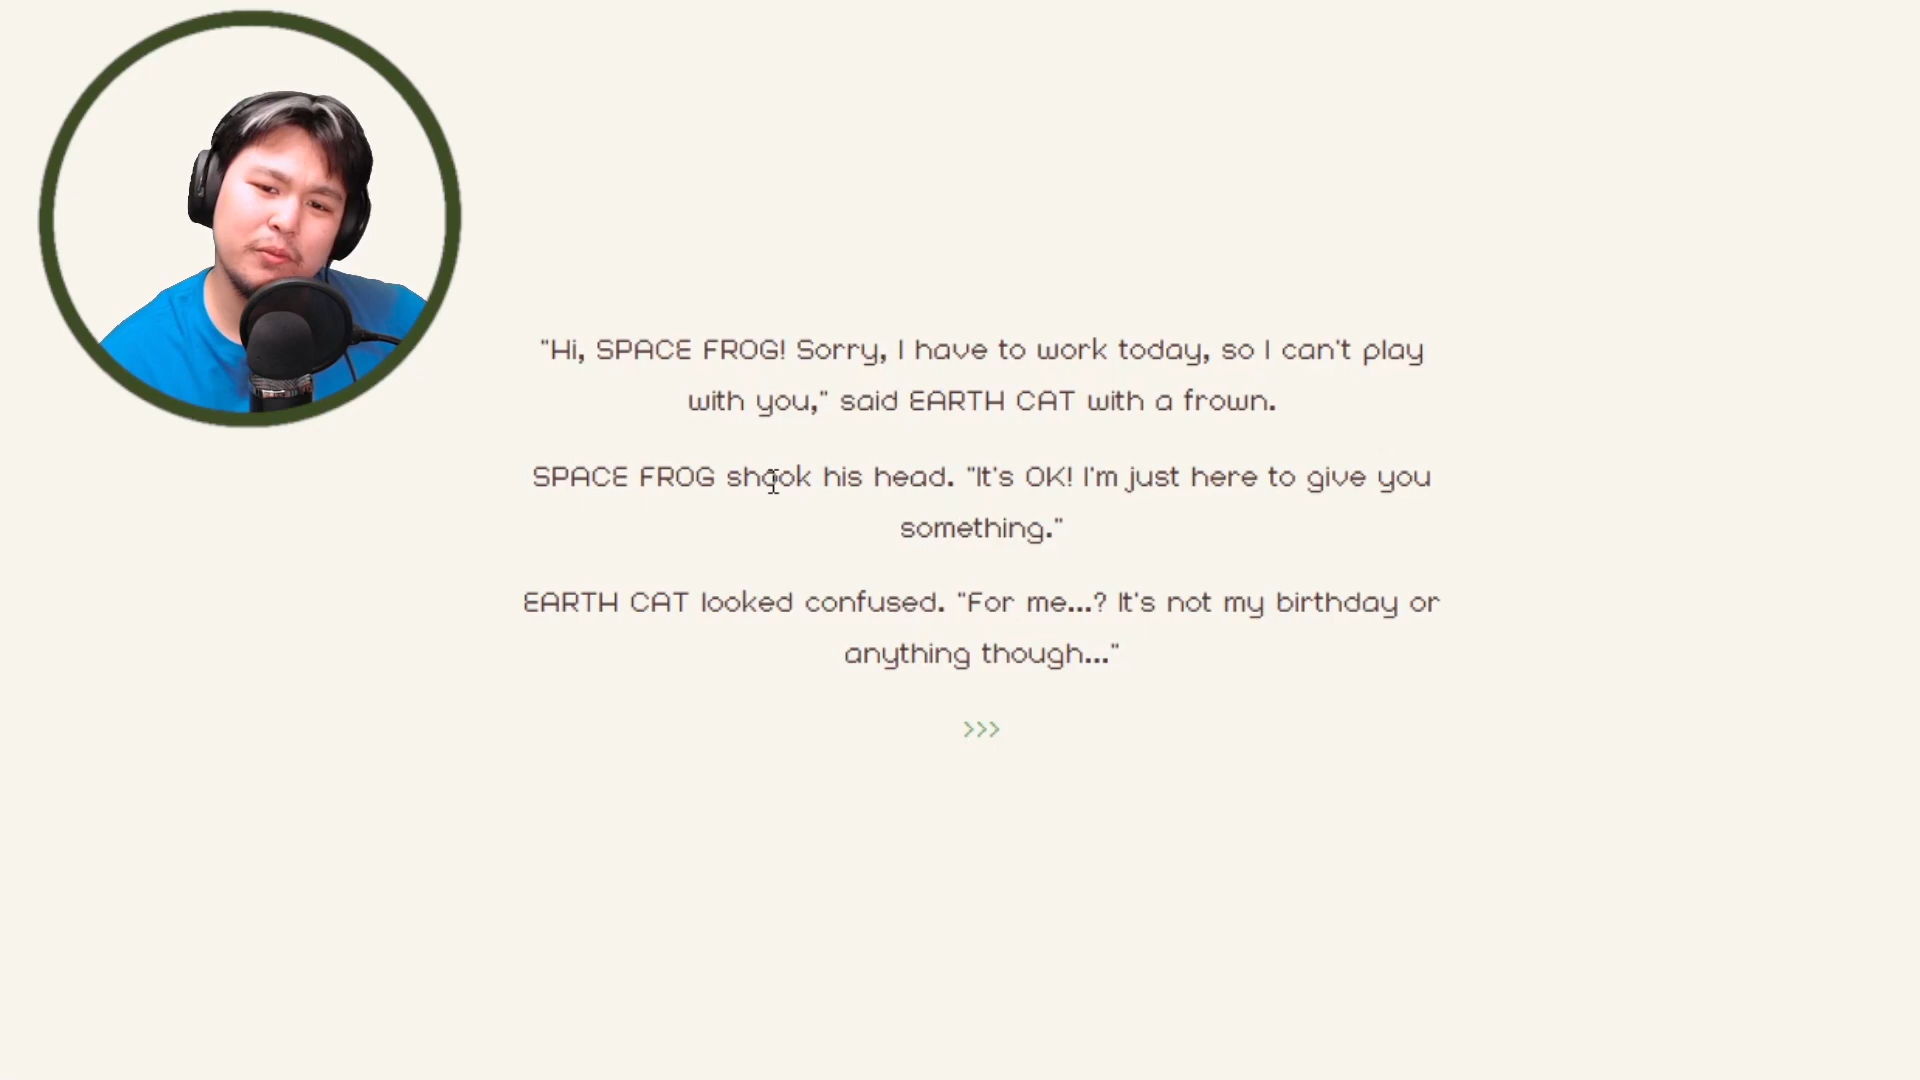 "Hi, SPACE FROG! Sorry, I have to work today, so I can't play
with you," said EARTH CAT with a frown.
SPACE FROG shook his head. "It's OK! I'm just here to give you
something."
EARTH CAT looked confused. "For me...? It's not my birthday or
anything though..."
>>>